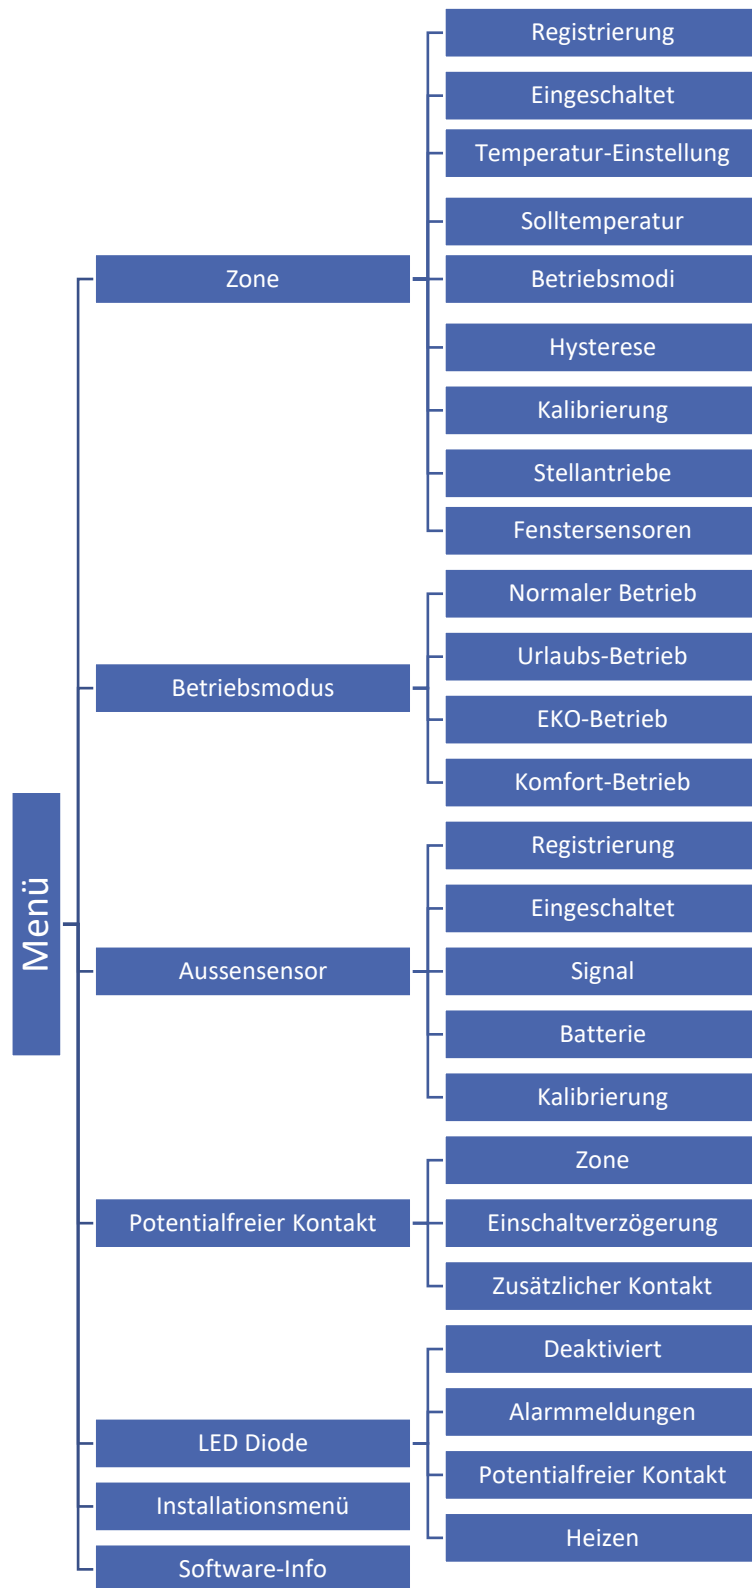 Menü
Zone
Registrierung
Eingeschaltet
Temperatur-Einstellung
Solltemperatur
Betriebsmodi
Hysterese
Kalibrierung
Stellantriebe
Fenstersensoren
Betriebsmodus
Normaler Betrieb
Urlaubs-Betrieb
EKO-Betrieb
Komfort-Betrieb
Aussensensor
Registrierung
Eingeschaltet
Signal
Batterie
Kalibrierung
Potentialfreier Kontakt
Zone
Einschaltverzögerung
Zusätzlicher Kontakt
LED Diode
Deaktiviert
Alarmmeldungen
Potentialfreier Kontakt
Heizen
Installationsmenü
Software-Info